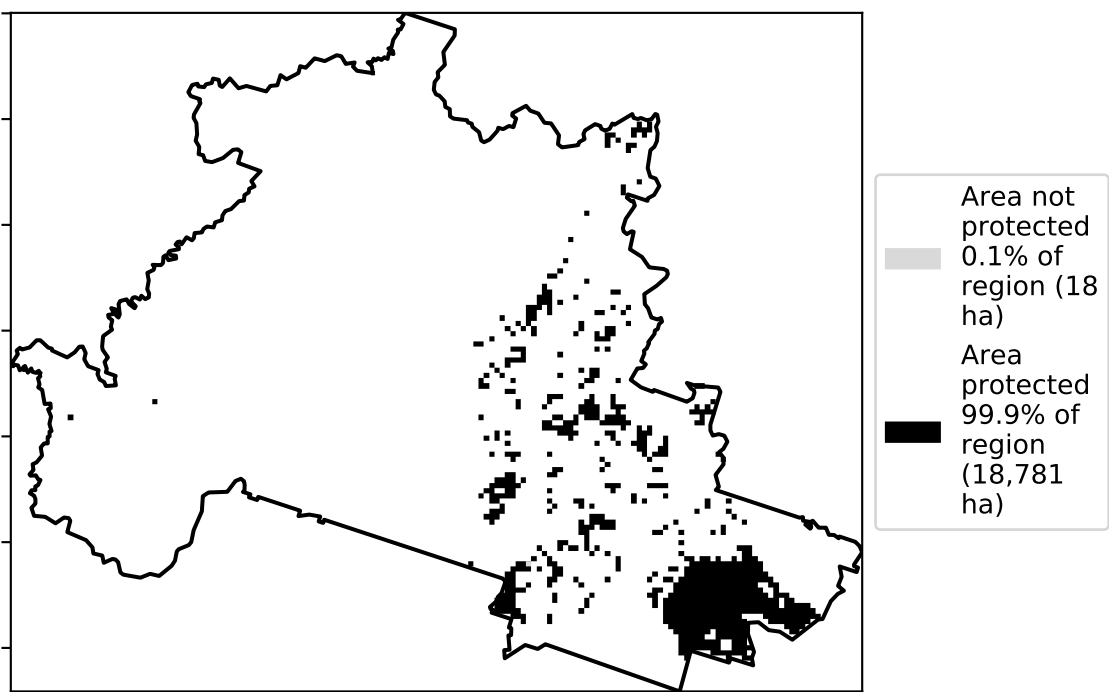 Area not
protected
0.1% of
region (18
ha)
Area
protected
99.9% of
region
(18,781
ha)